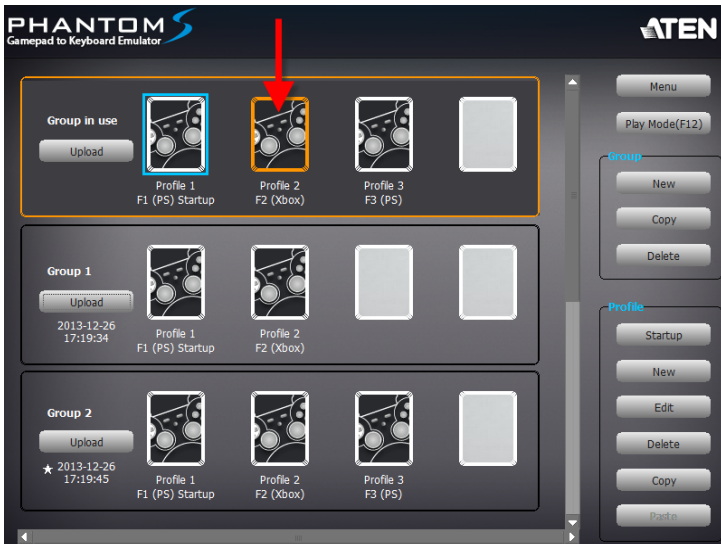 PHANTOM S
Gamepad to Keyboard Emulator
ATEN
Group in use
Upload
Profile 1
F1 (PS) Startup
Profile 2
F2 (Xbox)
Profile 3
F3 (PS)
Group 1
Upload
2013-12-26
17:19:34
Profile 1
F1 (PS) Startup
Profile 2
F2 (Xbox)
Group 2
Upload
2013-12-26
17:19:45
Profile 1
F1 (PS) Startup
Profile 2
F2 (Xbox)
Profile 3
F3 (PS)
Menu
Play Mode(F12)
Group
New
Copy
Delete
Profile
Startup
New
Edit
Delete
Copy
Paste